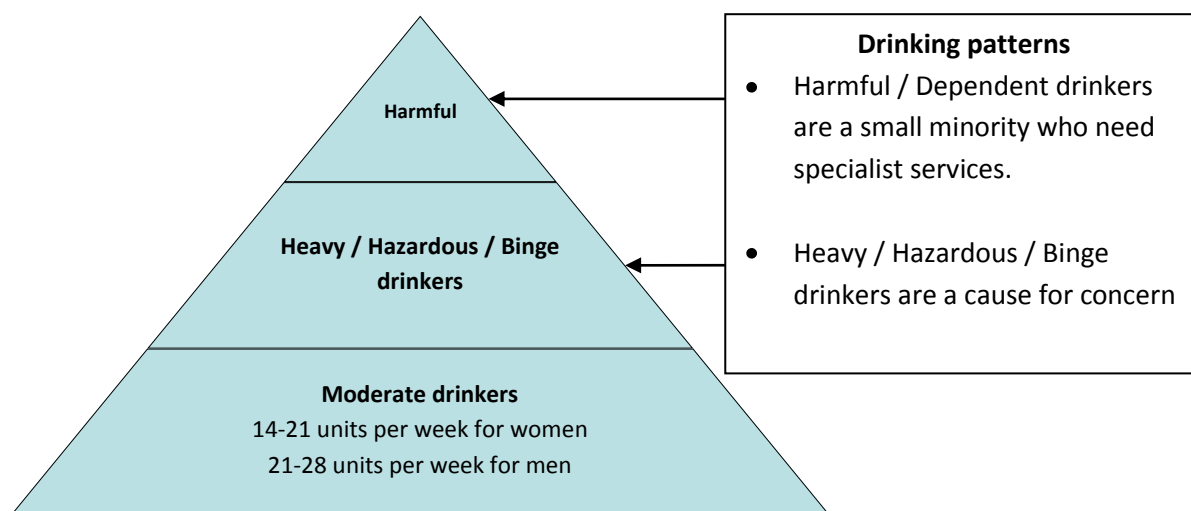 Harmful
Heavy / Hazardous / Binge
drinkers
Moderate drinkers
14-21 units per week for women
21-28 units per week for men
Drinking patterns
• Harmful / Dependent drinkers
are a small minority who need
specialist services.
• Heavy / Hazardous / Binge
drinkers are a cause for concern